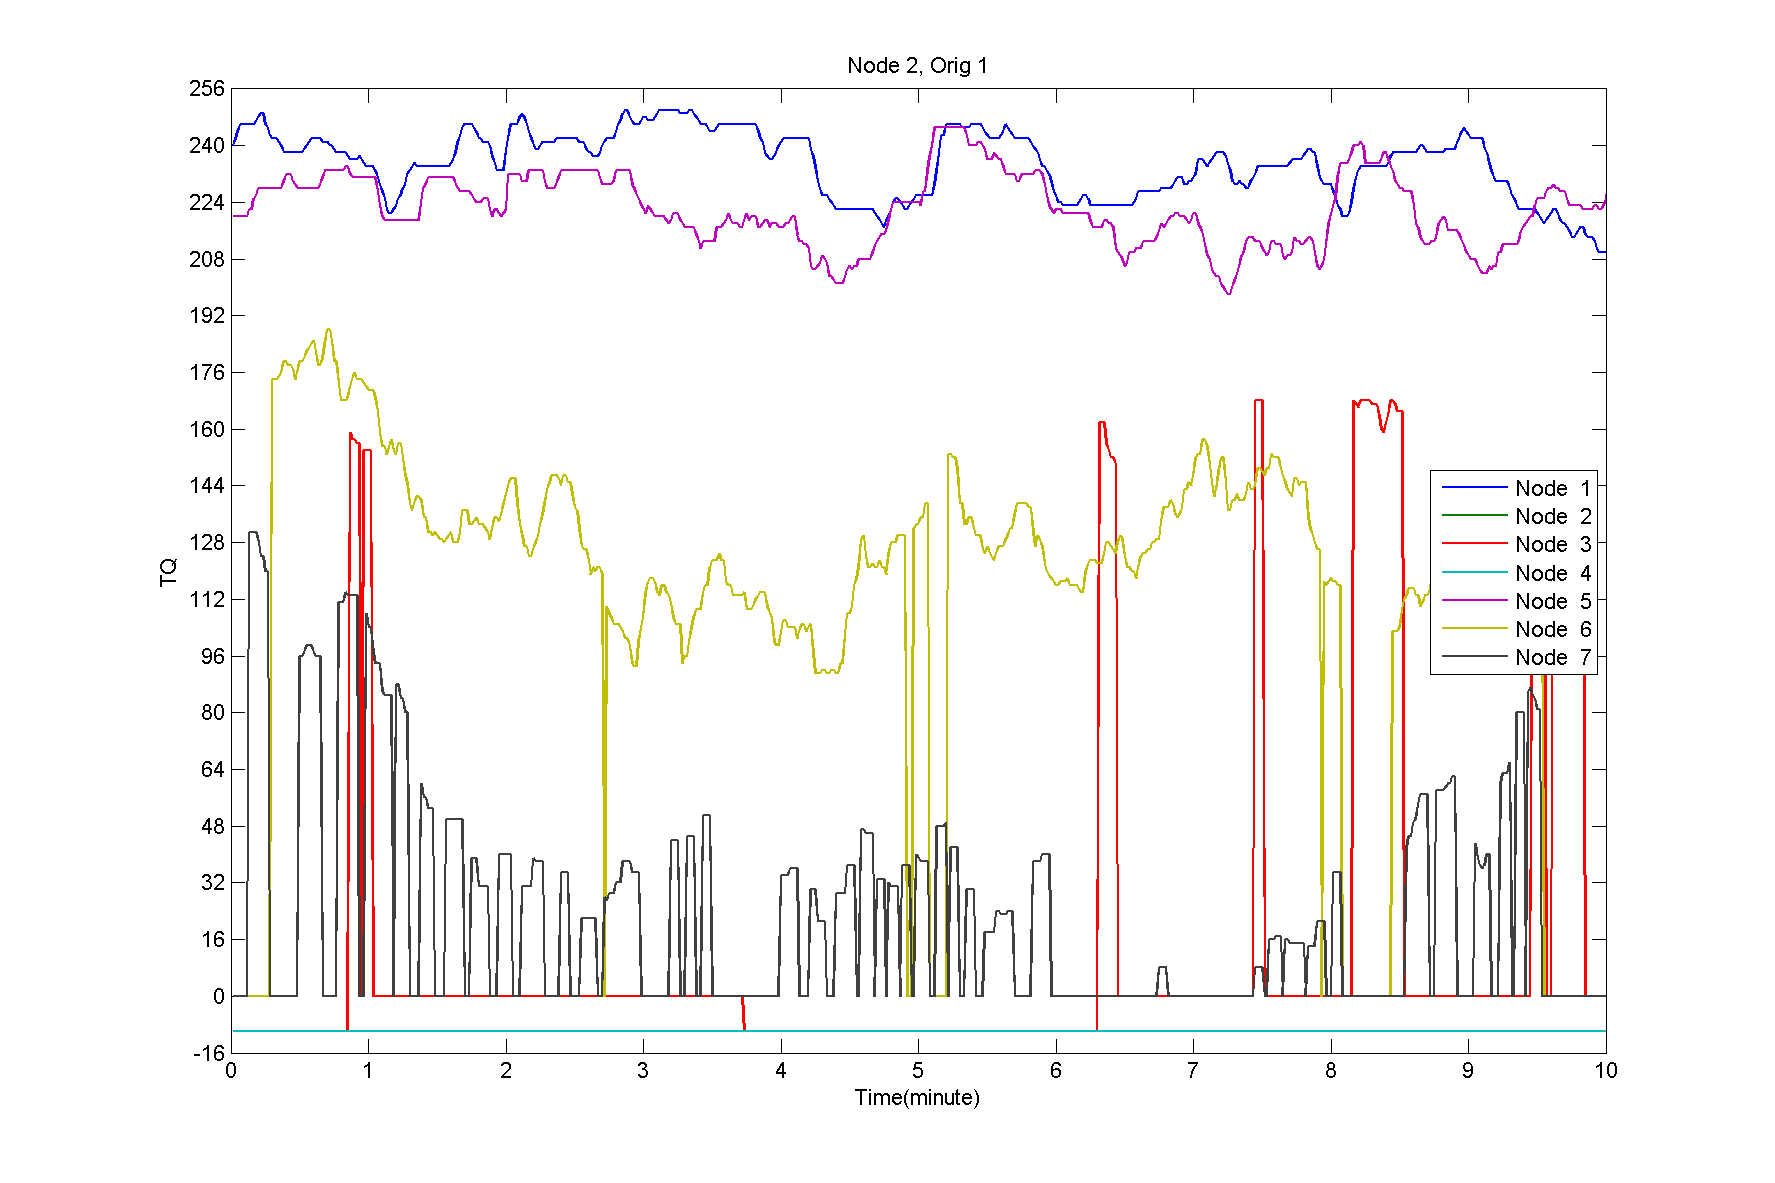 Node 2, Orig 1
256
240
224
208
192
176
160
144
128
112
96
80
64
48
32
16
0
-16
TQ
Node 1
Node 2
Node 3
Node 4
Node 5
Node 6
Node 7
0 1 2 3 4 5 6 7 8 9 10
Time(minute)